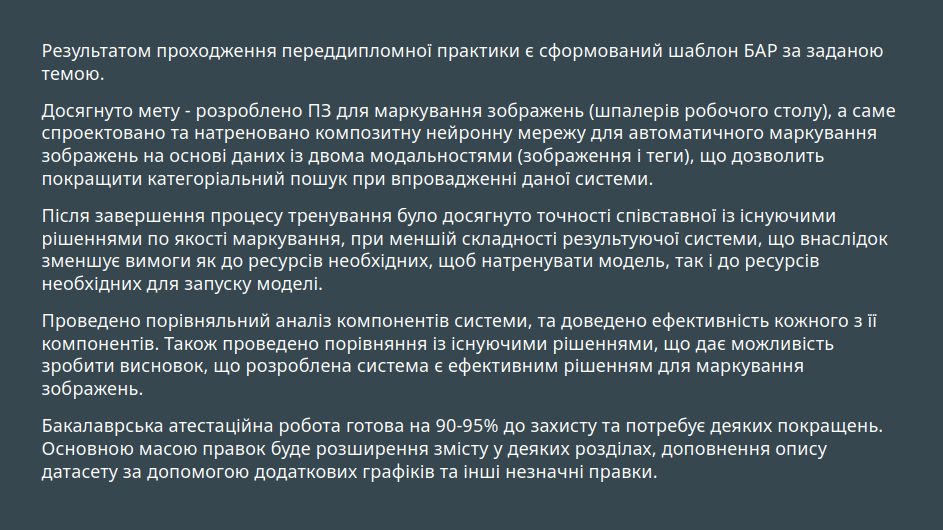 Результатом проходження переддипломної практики є сформований шаблон БАР за заданою
темою.
Досягнуто мету - розроблено ПЗ для маркування зображень (шпалерів робочого столу), а саме
спроектовано та натреновано композитну нейронну мережу для автоматичного маркування
зображень на основі даних із двома модальностями (зображення і теги), що дозволить
покращити категоріальний пошук при впровадженні даної системи.
Після завершення процесу тренування було досягнуто точності співставної із існуючими
рішеннями по якості маркування, при меншій складності результуючої системи, що внаслідок
зменшує вимоги як до ресурсів необхідних, щоб натренувати модель, так і до ресурсів
необхідних для запуску моделі.
Проведено порівняльний аналіз компонентів системи, та доведено ефективність кожного з її
компонентів. Також проведено порівняння із існуючими рішеннями, що дає можливість
зробити висновок, що розроблена система є ефективним рішенням для маркування
зображень.
Бакалаврська атестаційна робота готова на 90-95% до захисту та потребує деяких покращень.
Основною масою правок буде розширення змісту у деяких розділах, доповнення опису
датасету за допомогою додаткових графіків та інші незначні правки.